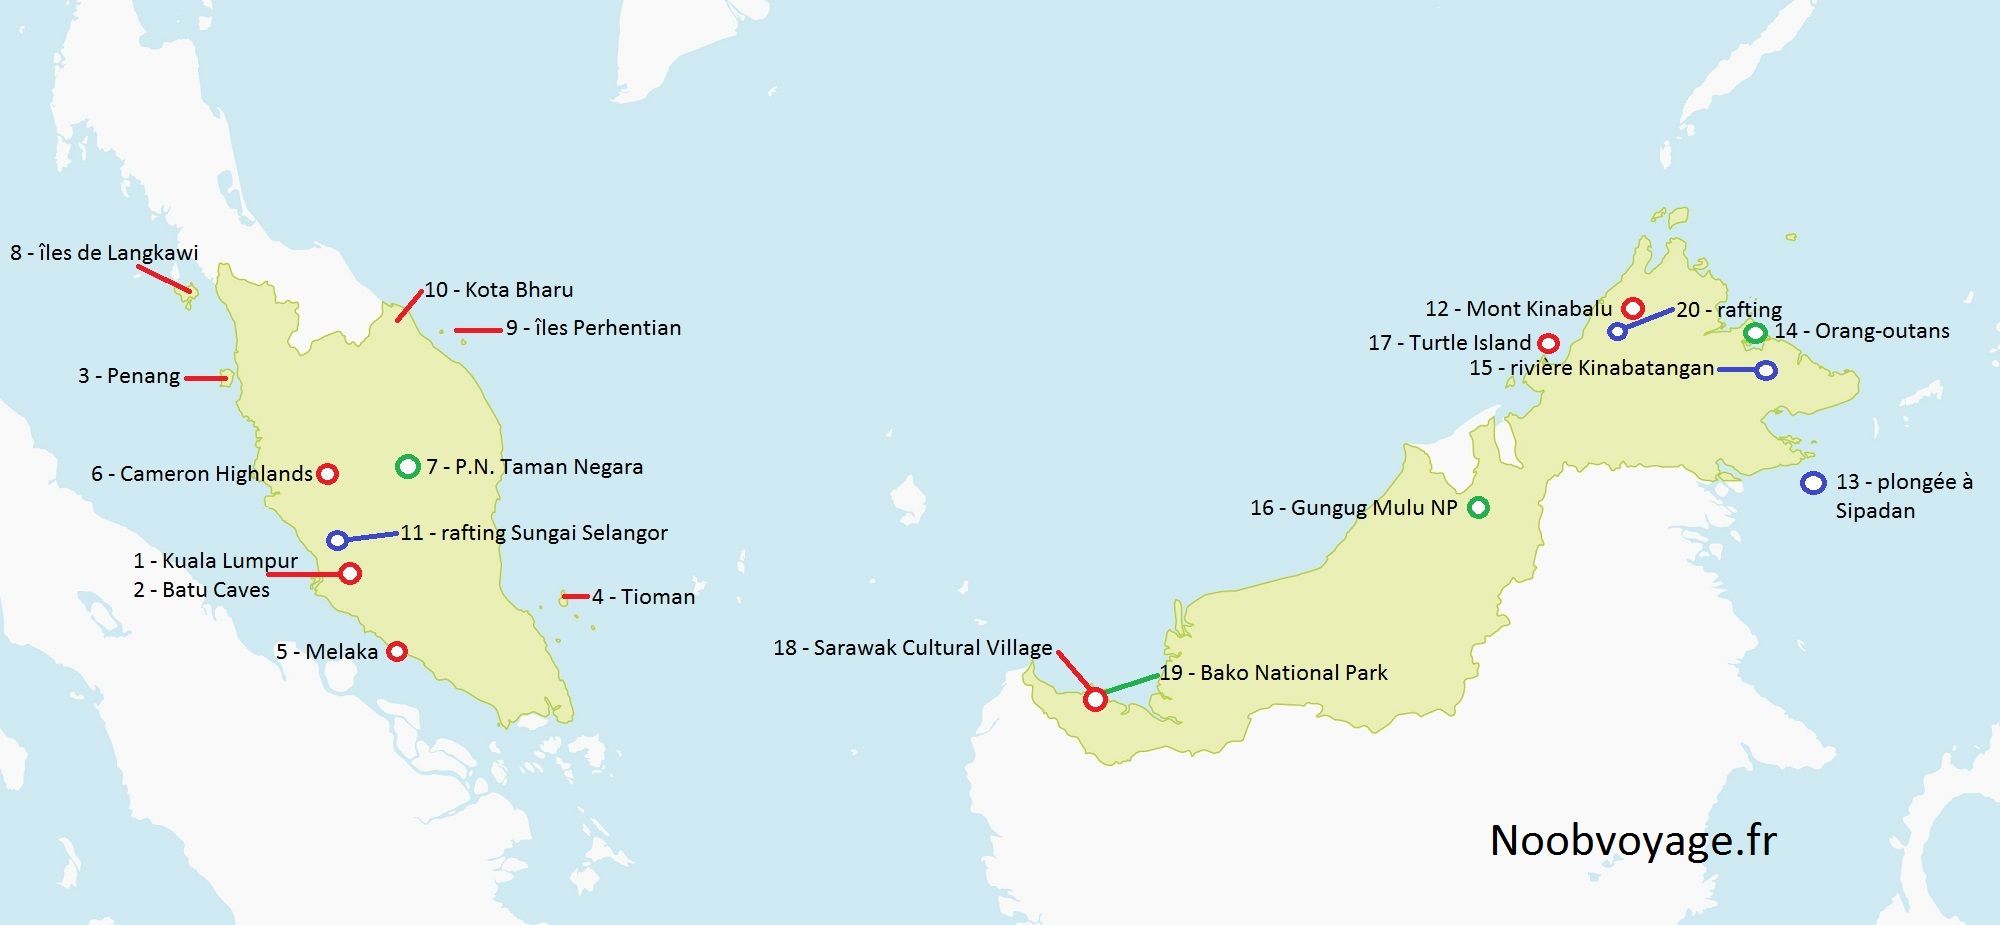 8 - îles de Langkawi
10 - Kota Bharu
9 - îles Perhentian
3 - Penang
6 - Cameron Highlands
7 - P.N. Taman Negara
11 - rafting Sungai Selangor
1 - Kuala Lumpur
2 - Batu Caves
4 - Tioman
5 - Melaka
12 - Mont Kinabalu
20 - rafting
17 - Turtle Island
14 - Orang-outans
15 - rivière Kinabatangan
13 - plongée à
Sipadan
16 - Gungug Mulu NP
18 - Sarawak Cultural Village
19 - Bako National Park
Noobvoyage.fr